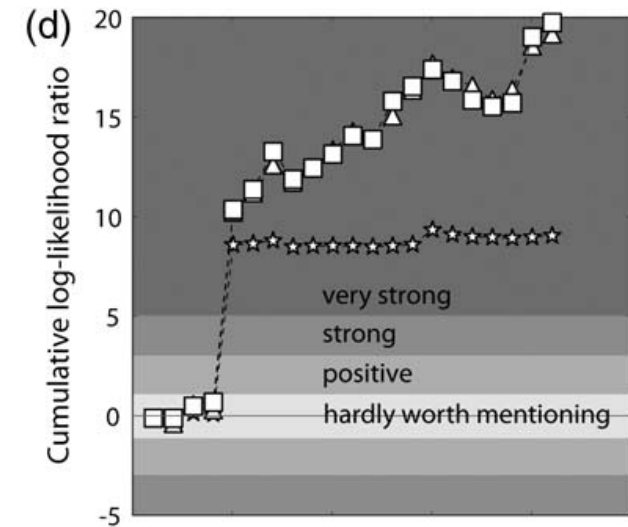 (d)
Cumulative log-likelihood ratio
20
15
10
5
0
-5
very strong
strong
positive
hardly worth mentioning